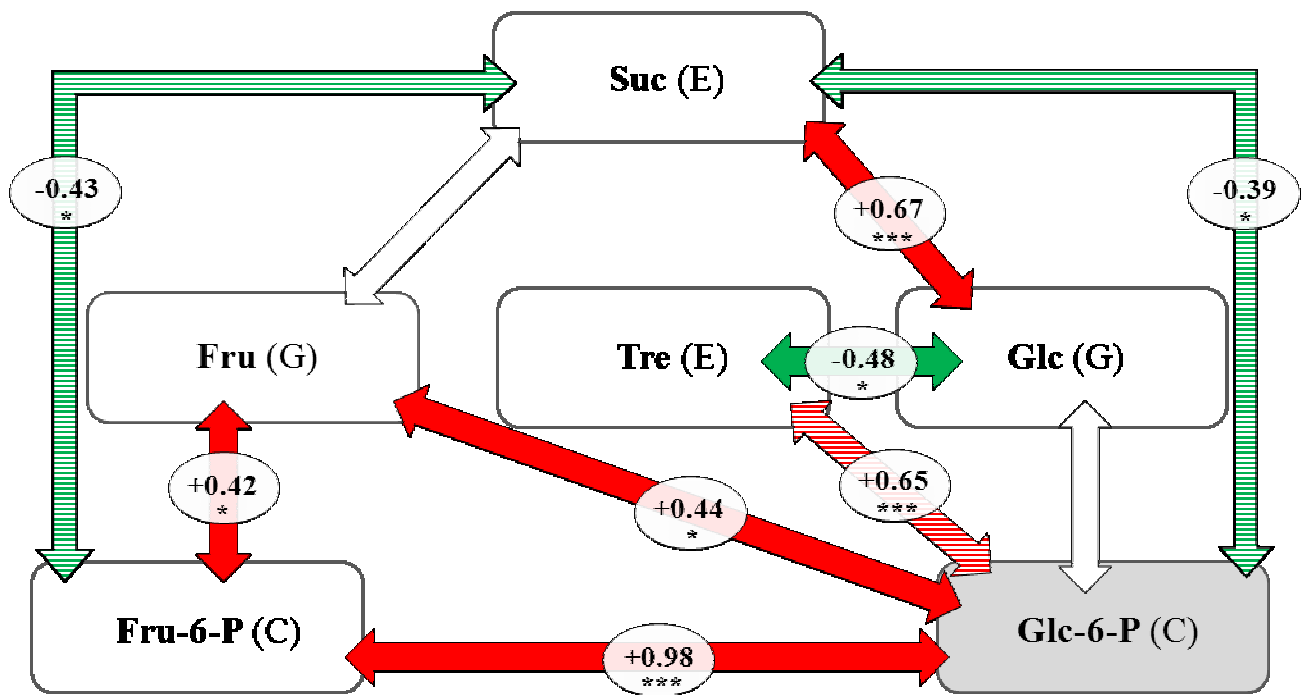 Suc (E)
-0.43
*
-0.39
*
+0.67
***
Fru (G)
Tre (E)
-0.48
*
Glc (G)
+0.42
*
+0.44
*
+0.65
***
Fru-6-P (C)
+0.98
***
Glc-6-P (C)